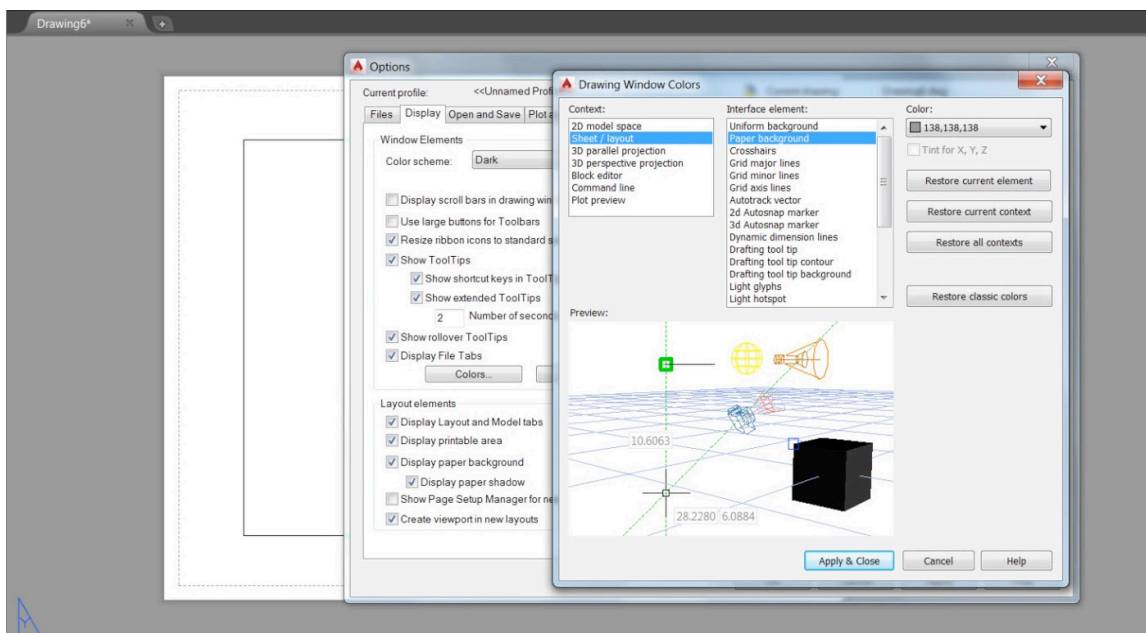 Drawing6*
Options
Current profile: <<Unnamed Prof
Files Display Open and Save Plot a
Window Elements
Color scheme: Dark
Display scroll bars in drawing win
Use large buttons for Toolbars
Resize ribbon icons to standard s
Show ToolTips
Show shortcut keys in ToolT
Show extended ToolTips
2 Number of second
Show rollover ToolTips
Display File Tabs
Colors...
Layout elements
Display Layout and Model tabs
Display printable area
Display paper background
Display paper shadow
Show Page Setup Manager for ne
Create viewport in new layouts
Drawing Window Colors
Context:
2D model space
Sheet / layout
3D parallel projection
3D perspective projection
Block editor
Command line
Plot preview
Interface element:
Uniform background
Paper background
Crosshairs
Grid major lines
Grid minor lines
Grid axis lines
Autotrack vector
2d Autosnap marker
3d Autosnap marker
Dynamic dimension lines
Drafting tool tip
Drafting tool tip contour
Drafting tool tip background
Light glyphs
Light hotspot
Color:
138,138,138
Tint for X, Y, Z
Restore current element
Restore current context
Restore all contexts
Restore classic colors
Preview:
10.6063
28.2280 6.0884
Apply & Close Cancel Help